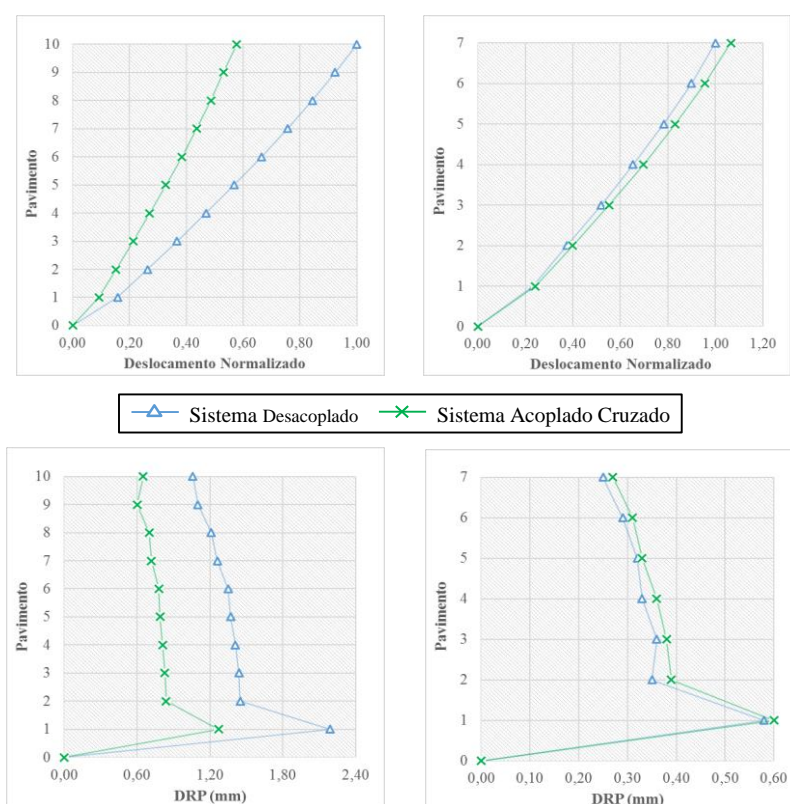 10
9
8
7
6
5
4
3
2
1
0
Pavimento
0,00 0,20 0,40 0,60 0,80 1,00
Deslocamento Normalizado
7
6
5
4
3
2
1
0
Pavimento
0,00 0,20 0,40 0,60 0,80 1,00 1,20
Deslocamento Normalizado
Sistema Desacoplado Sistema Acoplado Cruzado
10
9
8
7
6
5
4
3
2
1
0
Pavimento
0,00 0,60 1,20 1,80 2,40
DRP (mm)
7
6
5
4
3
2
1
0
Pavimento
0,00 0,10 0,20 0,30 0,40 0,50 0,60
DRP (mm)